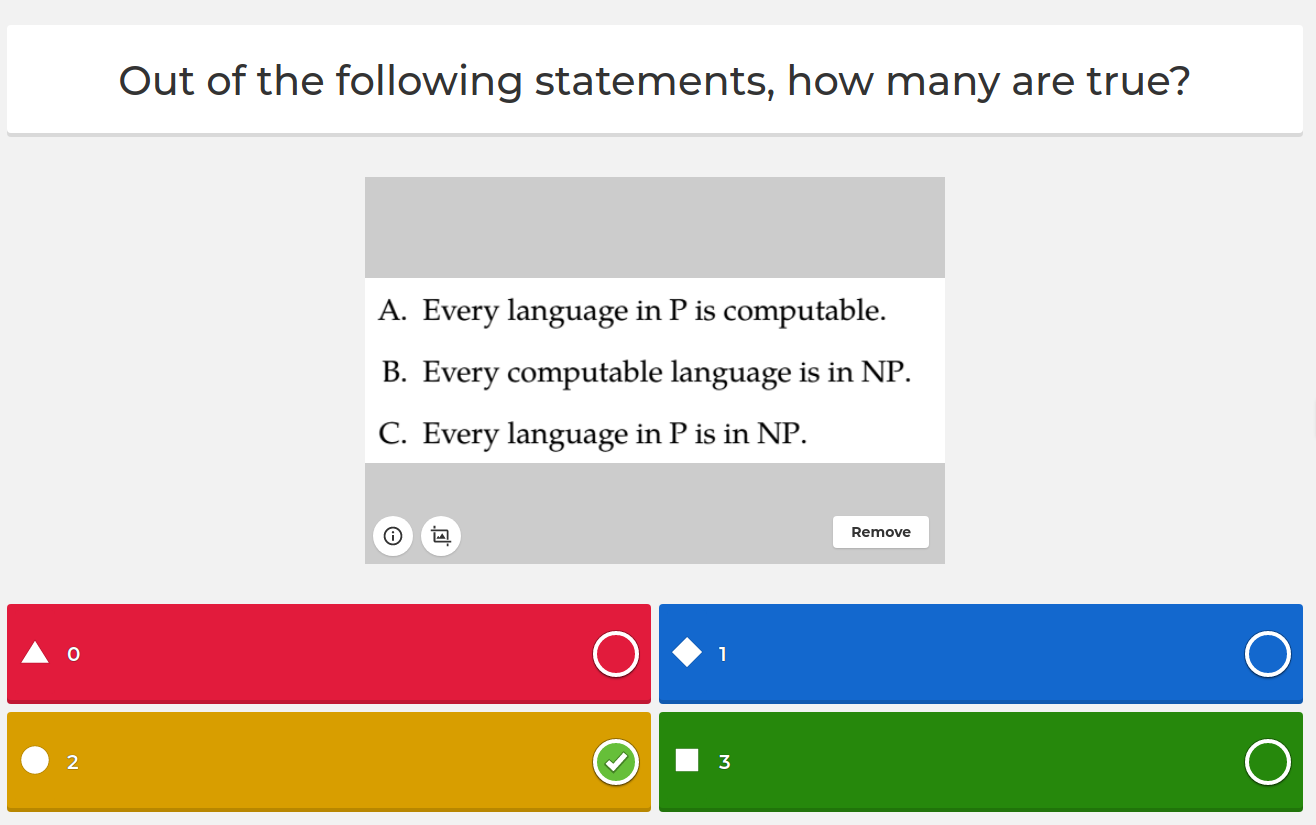 Out of the following statements, how many are true?
A. Every language in P is computable.
B. Every computable language is in NP.
C. Every language in P is in NP.
Remove
0
1
2
3